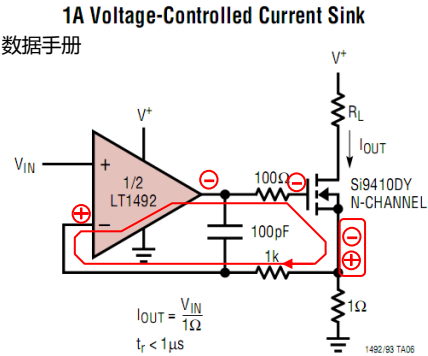 1A Voltage-Controlled Current Sink
数据手册
V+
V+
RL
IOUT
VIN
+
1/2
LT1492
−
⊖
⊕
100Ω
⊖
Si9410DY
N-CHANNEL
100pF
⊖
⊕
1k
1Ω
IOUT = VIN / 1Ω
tr < 1µs
1492/93 TA06